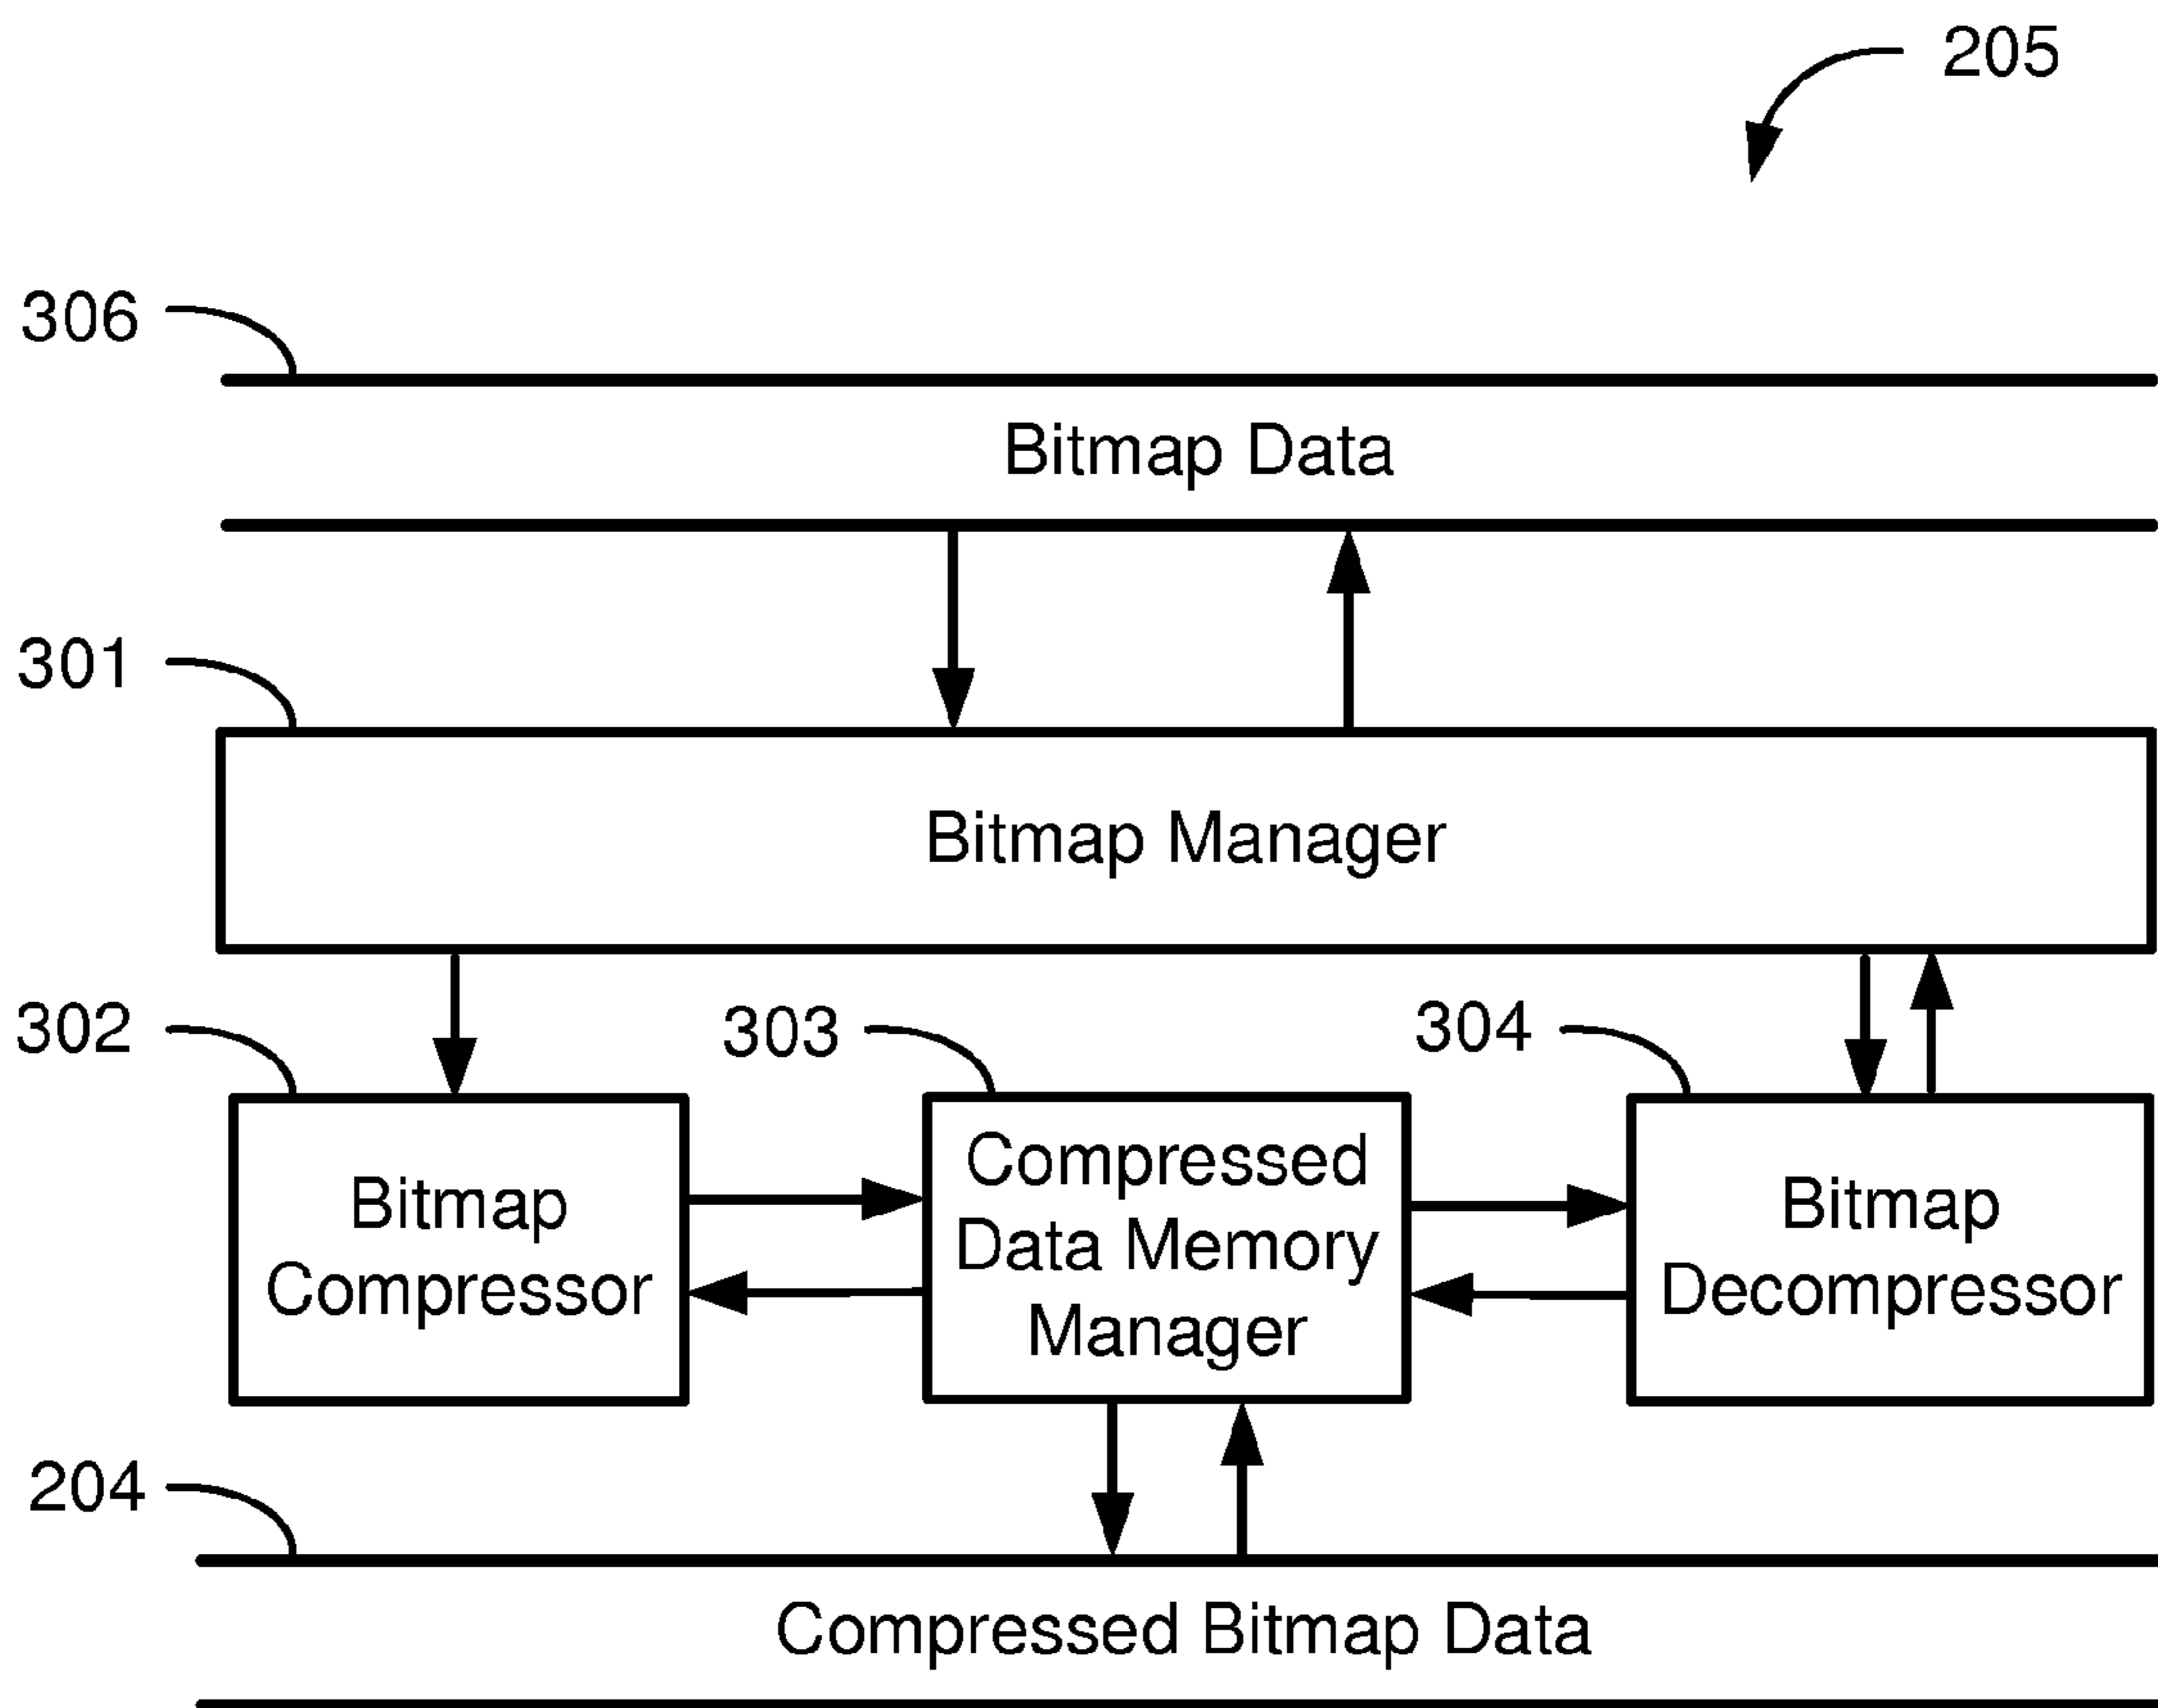 205
306
Bitmap Data
301
Bitmap Manager
302
303
304
Bitmap
Compressor
Compressed
Data Memory
Manager
Bitmap
Decompressor
204
Compressed Bitmap Data